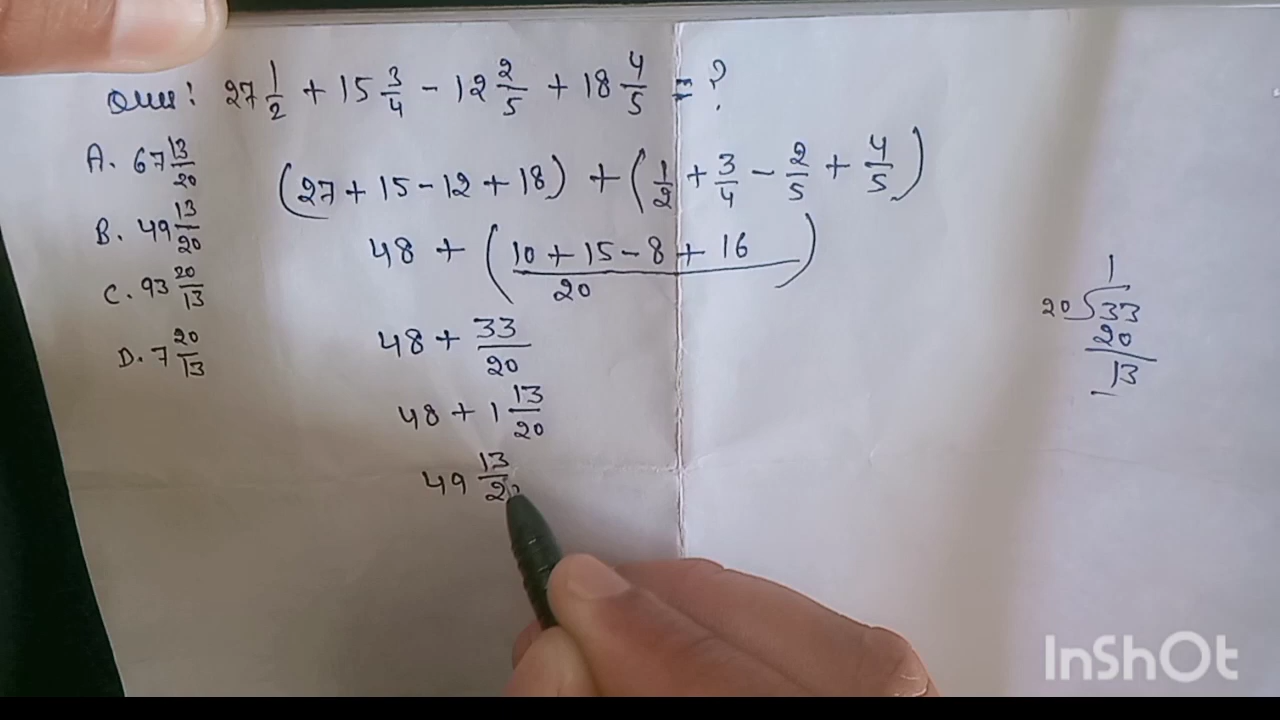 Ques: 27 1/2 + 15 3/4 - 12 2/5 + 18 4/5 = ?
A. 67 13/20
B. 49 13/20
C. 93 20/13
D. 7 20/13
(27 + 15 - 12 + 18) + (1/2 + 3/4 - 2/5 + 4/5)
48 + (10 + 15 - 8 + 16 / 20)
48 + 33/20
48 + 1 13/20
49 13/20
1
20 33
20
13
InShOt